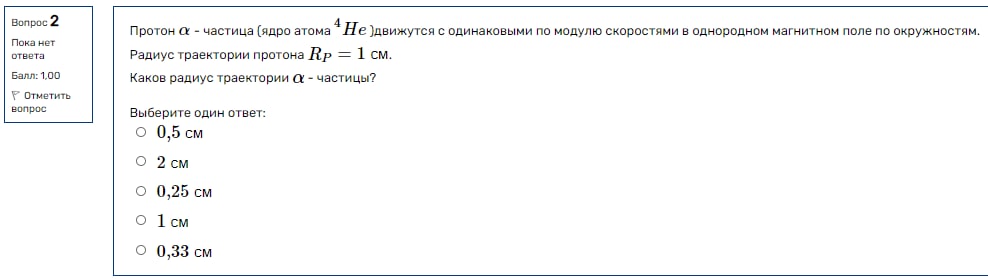 Вопрос 2
Пока нет
ответа
Балл: 1,00
Отметить
вопрос
Протон α - частица (ядро атома ⁴He )движутся с одинаковыми по модулю скоростями в однородном магнитном поле по окружностям.
Радиус траектории протона R_P = 1 см.
Каков радиус траектории α - частицы?
Выберите один ответ:
0,5 см
2 см
0,25 см
1 см
0,33 см